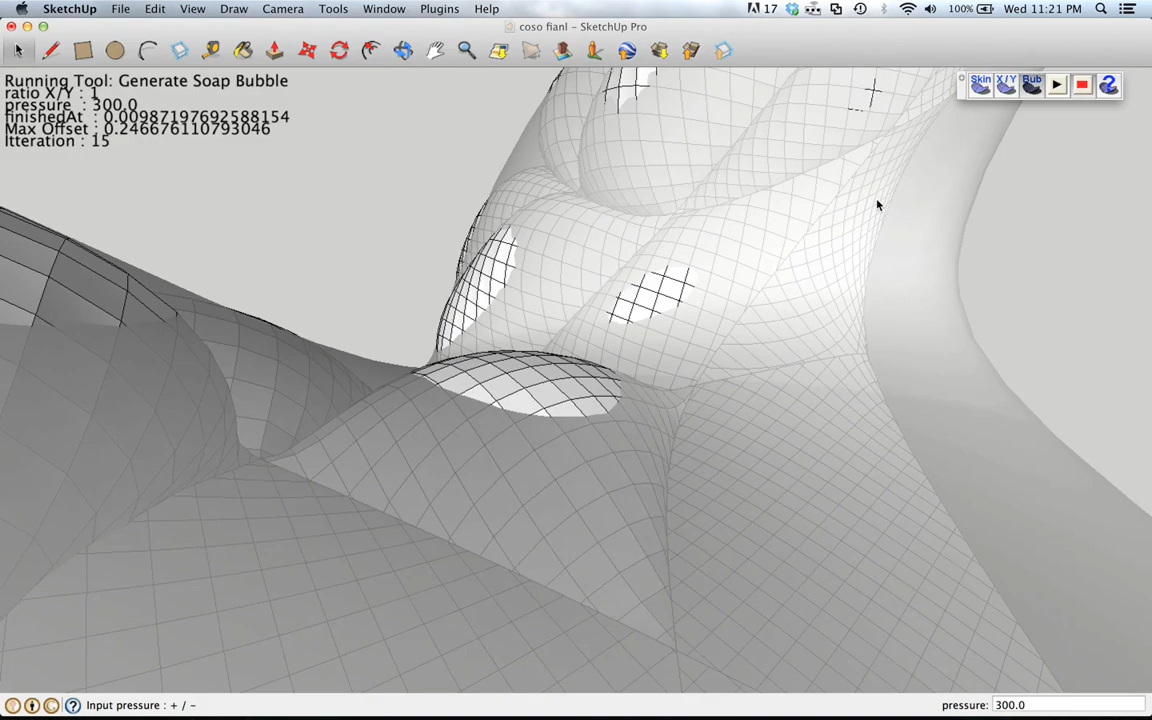 SketchUp File Edit View Draw Camera Tools Window Plugins Help
17 100% Wed 11:21 PM
coso fianl – SketchUp Pro
Running Tool: Generate Soap Bubble
ratio X/Y : 1
pressure : 300.0
finishedAt : 0.00987197692588154
Max Offset : 0.246676110793046
Itteration : 15
Skin X/Y Bub ?
Input pressure : + / −
pressure: 300.0